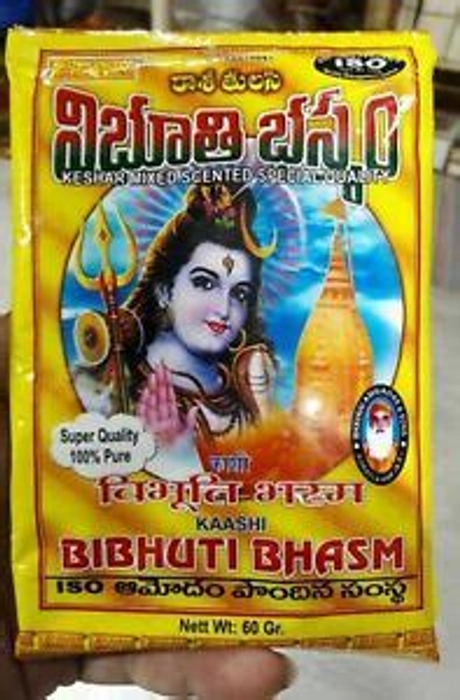 ISO
కాశీ తులసి
విభూతి-భస్మం
KESHAR MIXED SCENTED SPECIAL QUALITY
Super Quality
100% Pure
काशी
विभूति-भस्म
KAASHI
BIBHUTI BHASM
ISO ఆమోదం పొందిన సంస్థ
Nett Wt: 60 Gr.